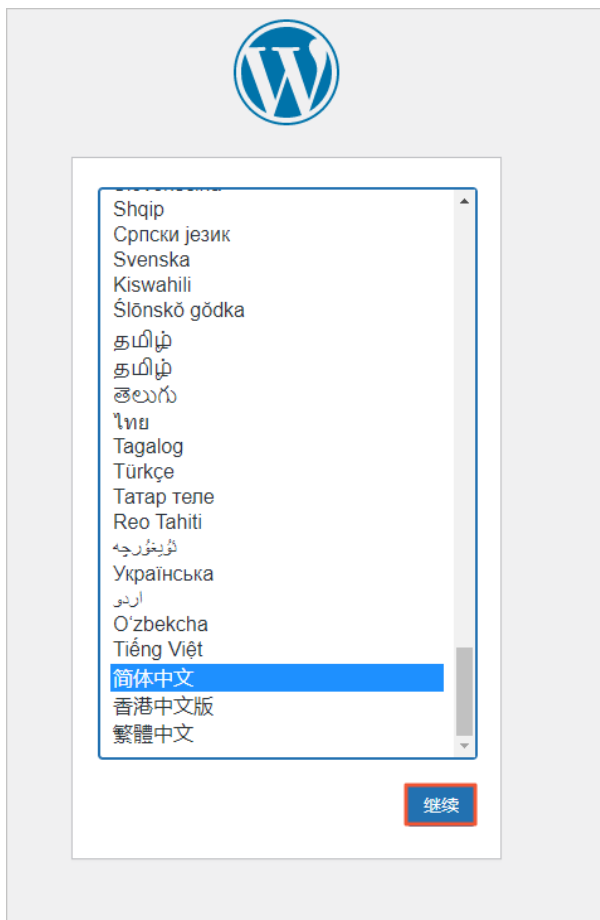 Shqip
Српски језик
Svenska
Kiswahili
Ślōnskŏ gŏdka
தமிழ்
தமிழ்
తెలుగు
ไทย
Tagalog
Türkçe
Татар теле
Reo Tahiti
ئۇيغۇرچە
Українська
اردو
O‘zbekcha
Tiếng Việt
简体中文
香港中文版
繁體中文
继续